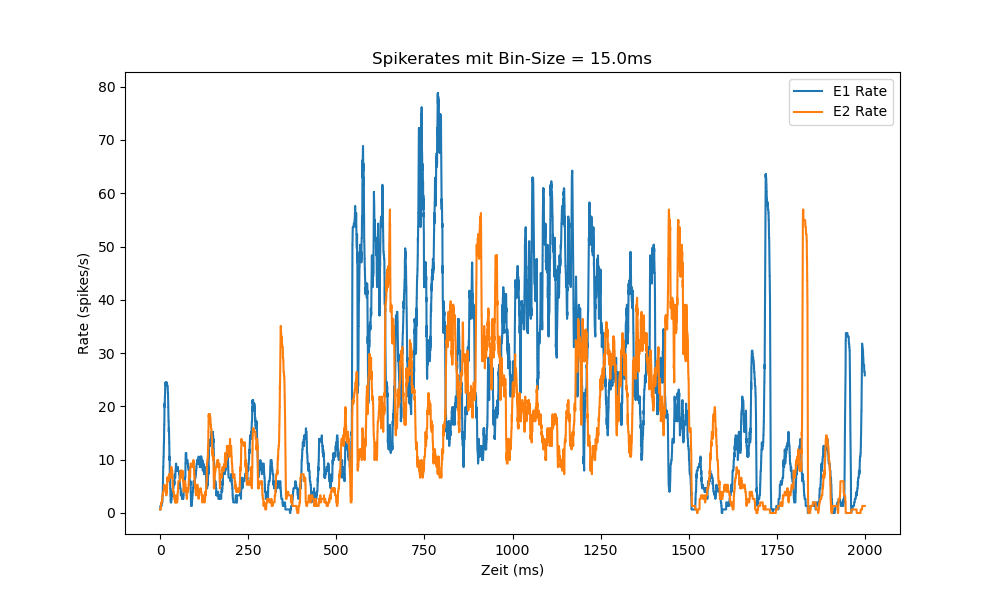 Spikerates mit Bin-Size = 15.0ms
E1 Rate
E2 Rate
80
70
60
50
40
30
20
10
0
Rate (spikes/s)
0 250 500 750 1000 1250 1500 1750 2000
Zeit (ms)